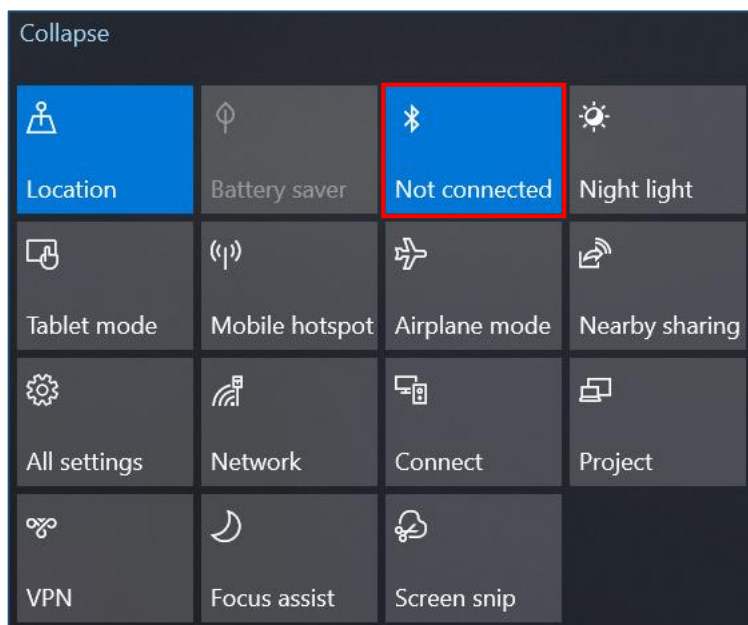 Collapse
Location
Battery saver
Not connected
Night light
Tablet mode
Mobile hotspot
Airplane mode
Nearby sharing
All settings
Network
Connect
Project
VPN
Focus assist
Screen snip